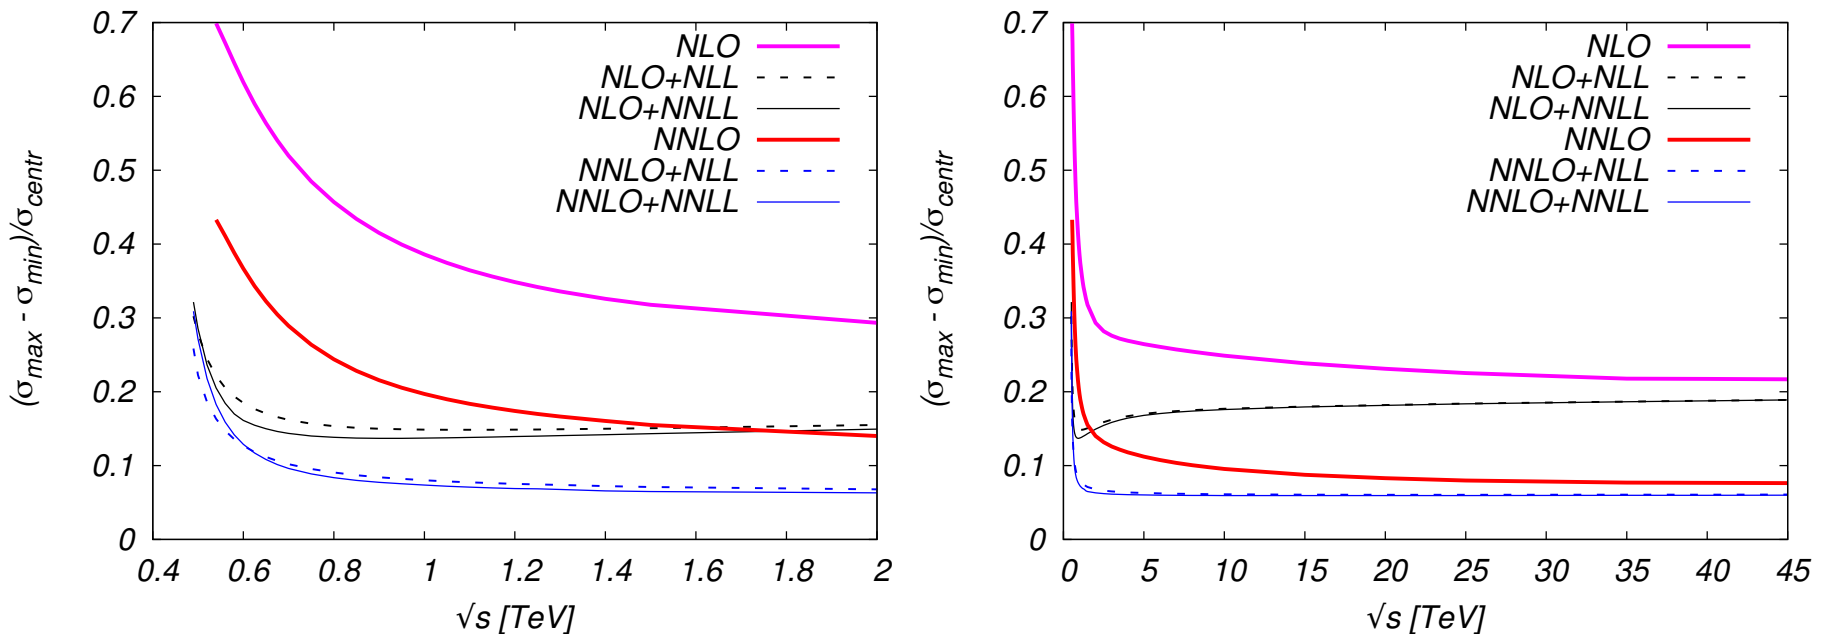 (σmax - σmin)/σcentr
0.7
0.6
0.5
0.4
0.3
0.2
0.1
0
NLO
NLO+NLL
NLO+NNLL
NNLO
NNLO+NLL
NNLO+NNLL
0.4 0.6 0.8 1 1.2 1.4 1.6 1.8 2
√s [TeV]
(σmax - σmin)/σcentr
0.7
0.6
0.5
0.4
0.3
0.2
0.1
0
NLO
NLO+NLL
NLO+NNLL
NNLO
NNLO+NLL
NNLO+NNLL
0 5 10 15 20 25 30 35 40 45
√s [TeV]